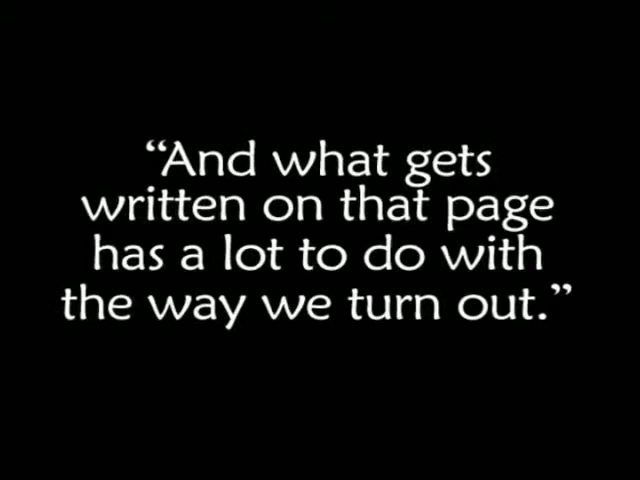 “And what gets
written on that page
has a lot to do with
the way we turn out.”